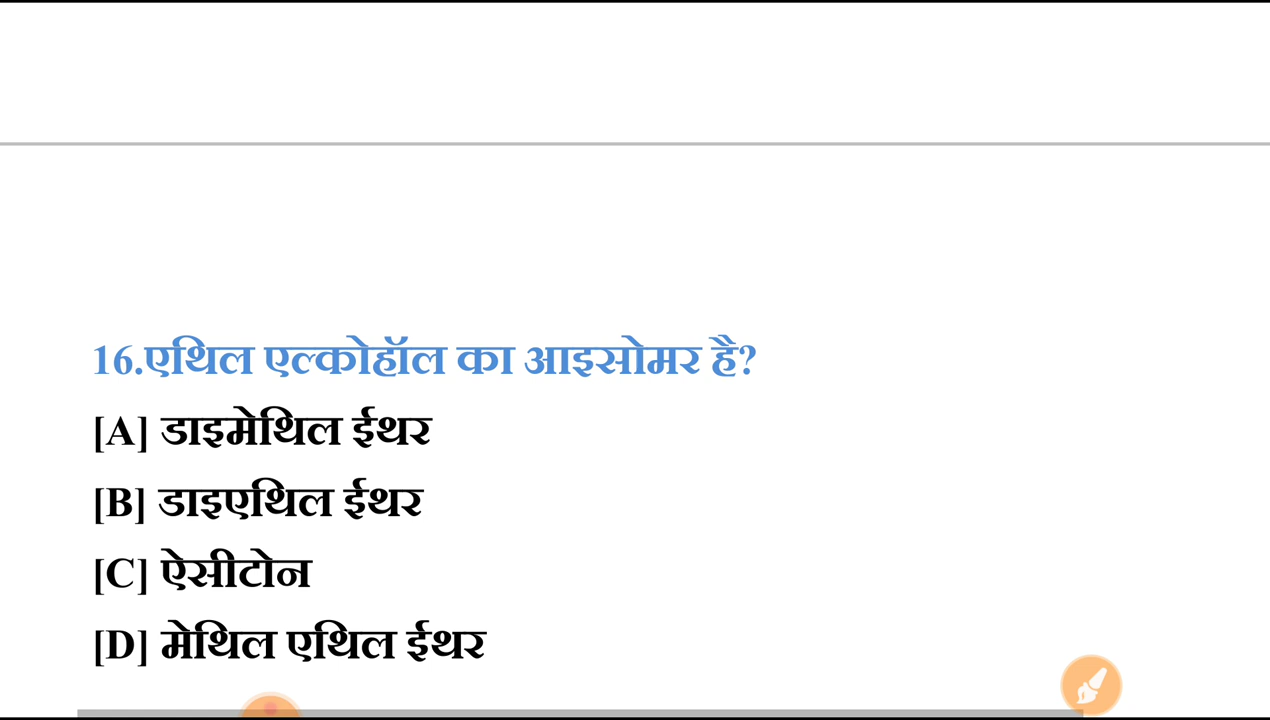 16.एथिल एल्कोहॉल का आइसोमर है?
[A] डाइमेथिल ईथर
[B] डाइएथिल ईथर
[C] ऐसीटोन
[D] मेथिल एथिल ईथर